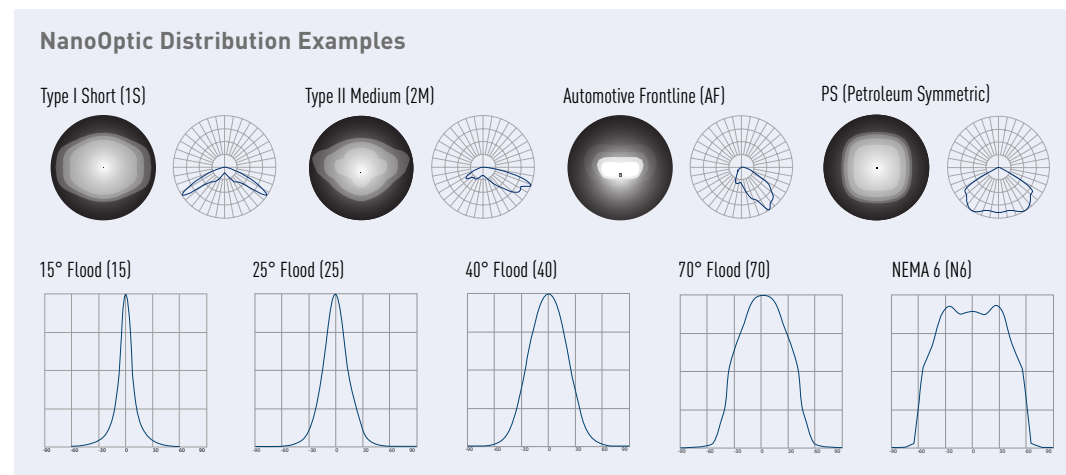 NanoOptic Distribution Examples
Type I Short (1S)
Type II Medium (2M)
Automotive Frontline (AF)
PS (Petroleum Symmetric)
15° Flood (15)
25° Flood (25)
40° Flood (40)
70° Flood (70)
NEMA 6 (N6)
-90 -60 -30 0 30 60 90
-90 -60 -30 0 30 60 90
-90 -60 -30 0 30 60 90
-90 -60 -30 0 30 60 90
-90 -60 -30 0 30 60 90